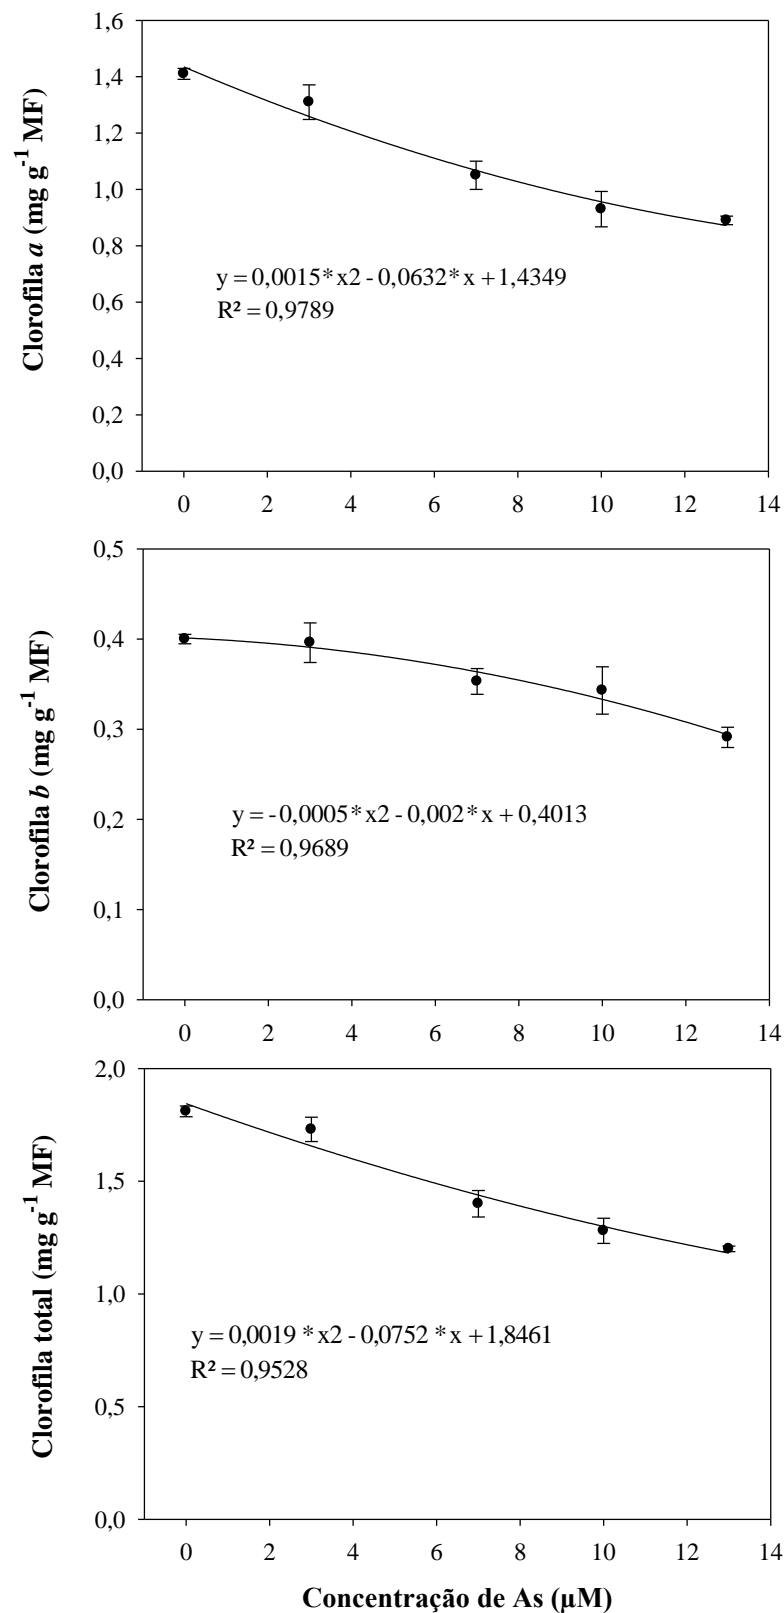 Clorofila a (mg g-1 MF)
1,6
1,4
1,2
1,0
0,8
0,6
0,4
0,2
0,0
y = 0,0015*x2 - 0,0632*x + 1,4349
R² = 0,9789
0 2 4 6 8 10 12 14
Clorofila b (mg g-1 MF)
0,5
0,4
0,3
0,2
0,1
0,0
y = -0,0005*x2 - 0,002*x + 0,4013
R² = 0,9689
0 2 4 6 8 10 12 14
Clorofila total (mg g-1 MF)
2,0
1,5
1,0
0,5
0,0
y = 0,0019 *x2 - 0,0752 *x + 1,8461
R² = 0,9528
0 2 4 6 8 10 12 14
Concentração de As (µM)